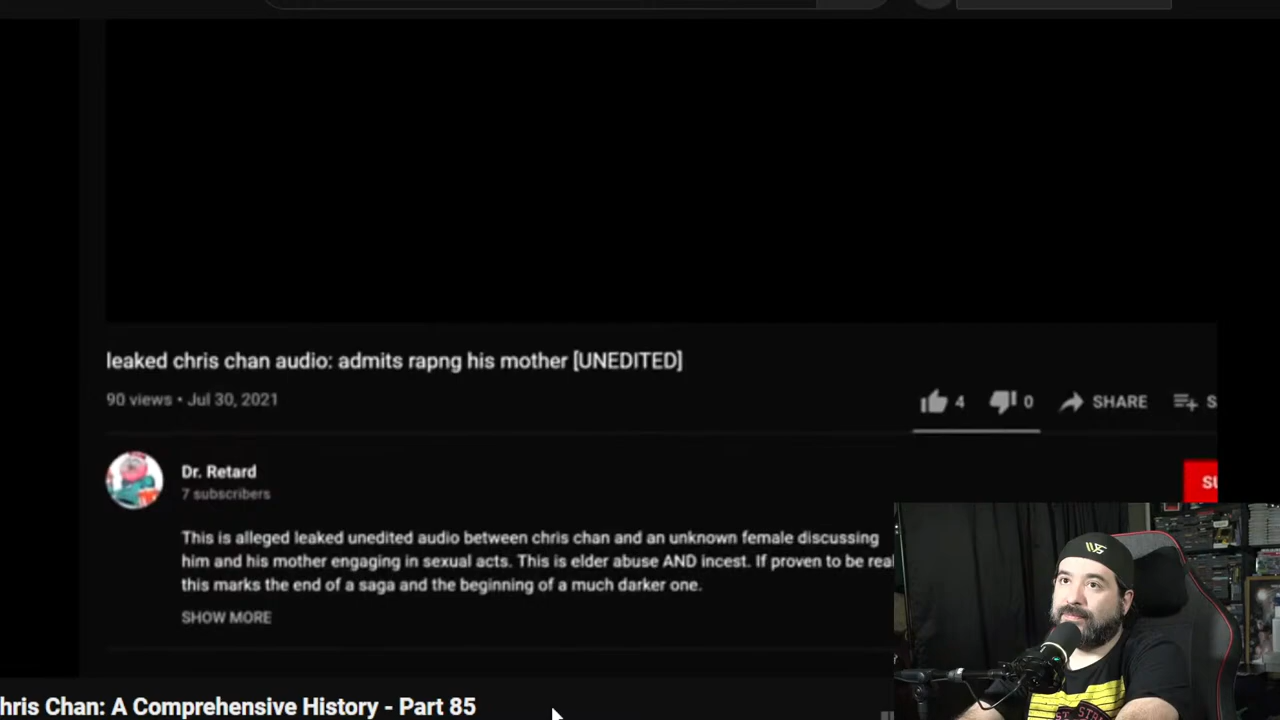 leaked chris chan audio: admits rapng his mother [UNEDITED]
90 views • Jul 30, 2021
4 0 SHARE
Dr. Retard
7 subscribers
This is alleged leaked unedited audio between chris chan and an unknown female discussing
him and his mother engaging in sexual acts. This is elder abuse AND incest. If proven to be real
this marks the end of a saga and the beginning of a much darker one.
SHOW MORE
hris Chan: A Comprehensive History - Part 85